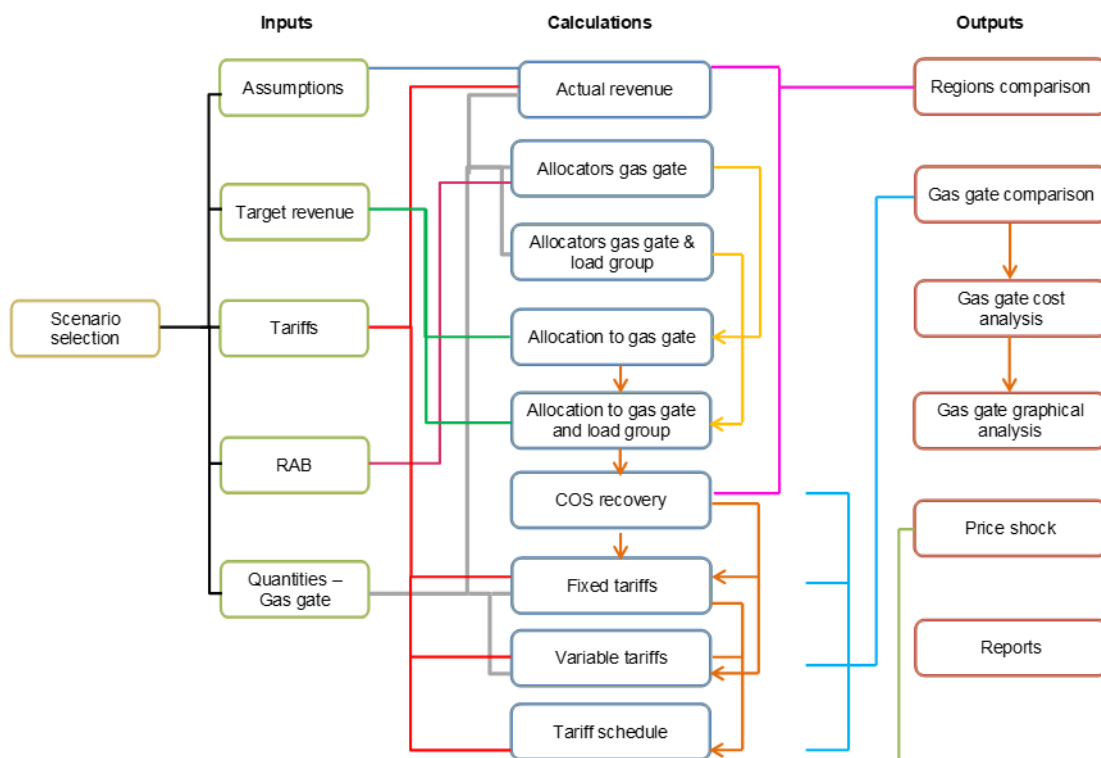 Inputs
Calculations
Outputs
Scenario
selection
Assumptions
Target revenue
Tariffs
RAB
Quantities –
Gas gate
Actual revenue
Allocators gas gate
Allocators gas gate &
load group
Allocation to gas gate
Allocation to gas gate
and load group
COS recovery
Fixed tariffs
Variable tariffs
Tariff schedule
Regions comparison
Gas gate comparison
Gas gate cost
analysis
Gas gate graphical
analysis
Price shock
Reports